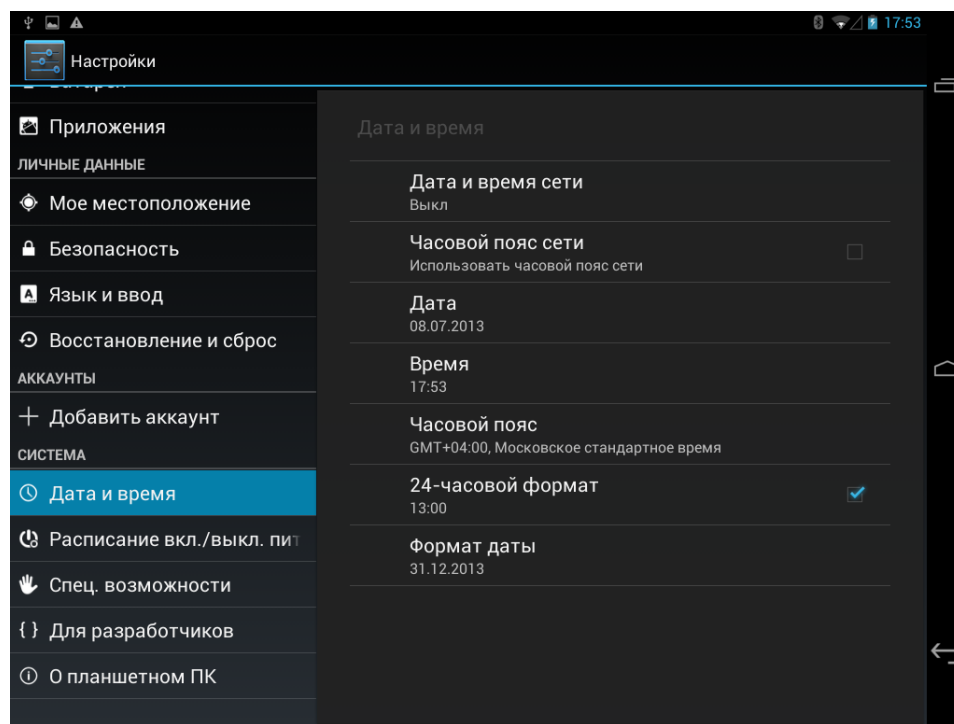 17:53
Настройки
Приложения
ЛИЧНЫЕ ДАННЫЕ
Мое местоположение
Безопасность
Язык и ввод
Восстановление и сброс
АККАУНТЫ
Добавить аккаунт
СИСТЕМА
Дата и время
Расписание вкл./выкл. пит
Спец. возможности
{ } Для разработчиков
О планшетном ПК
Дата и время
Дата и время сети
Выкл
Часовой пояс сети
Использовать часовой пояс сети
Дата
08.07.2013
Время
17:53
Часовой пояс
GMT+04:00, Московское стандартное время
24-часовой формат
13:00
Формат даты
31.12.2013